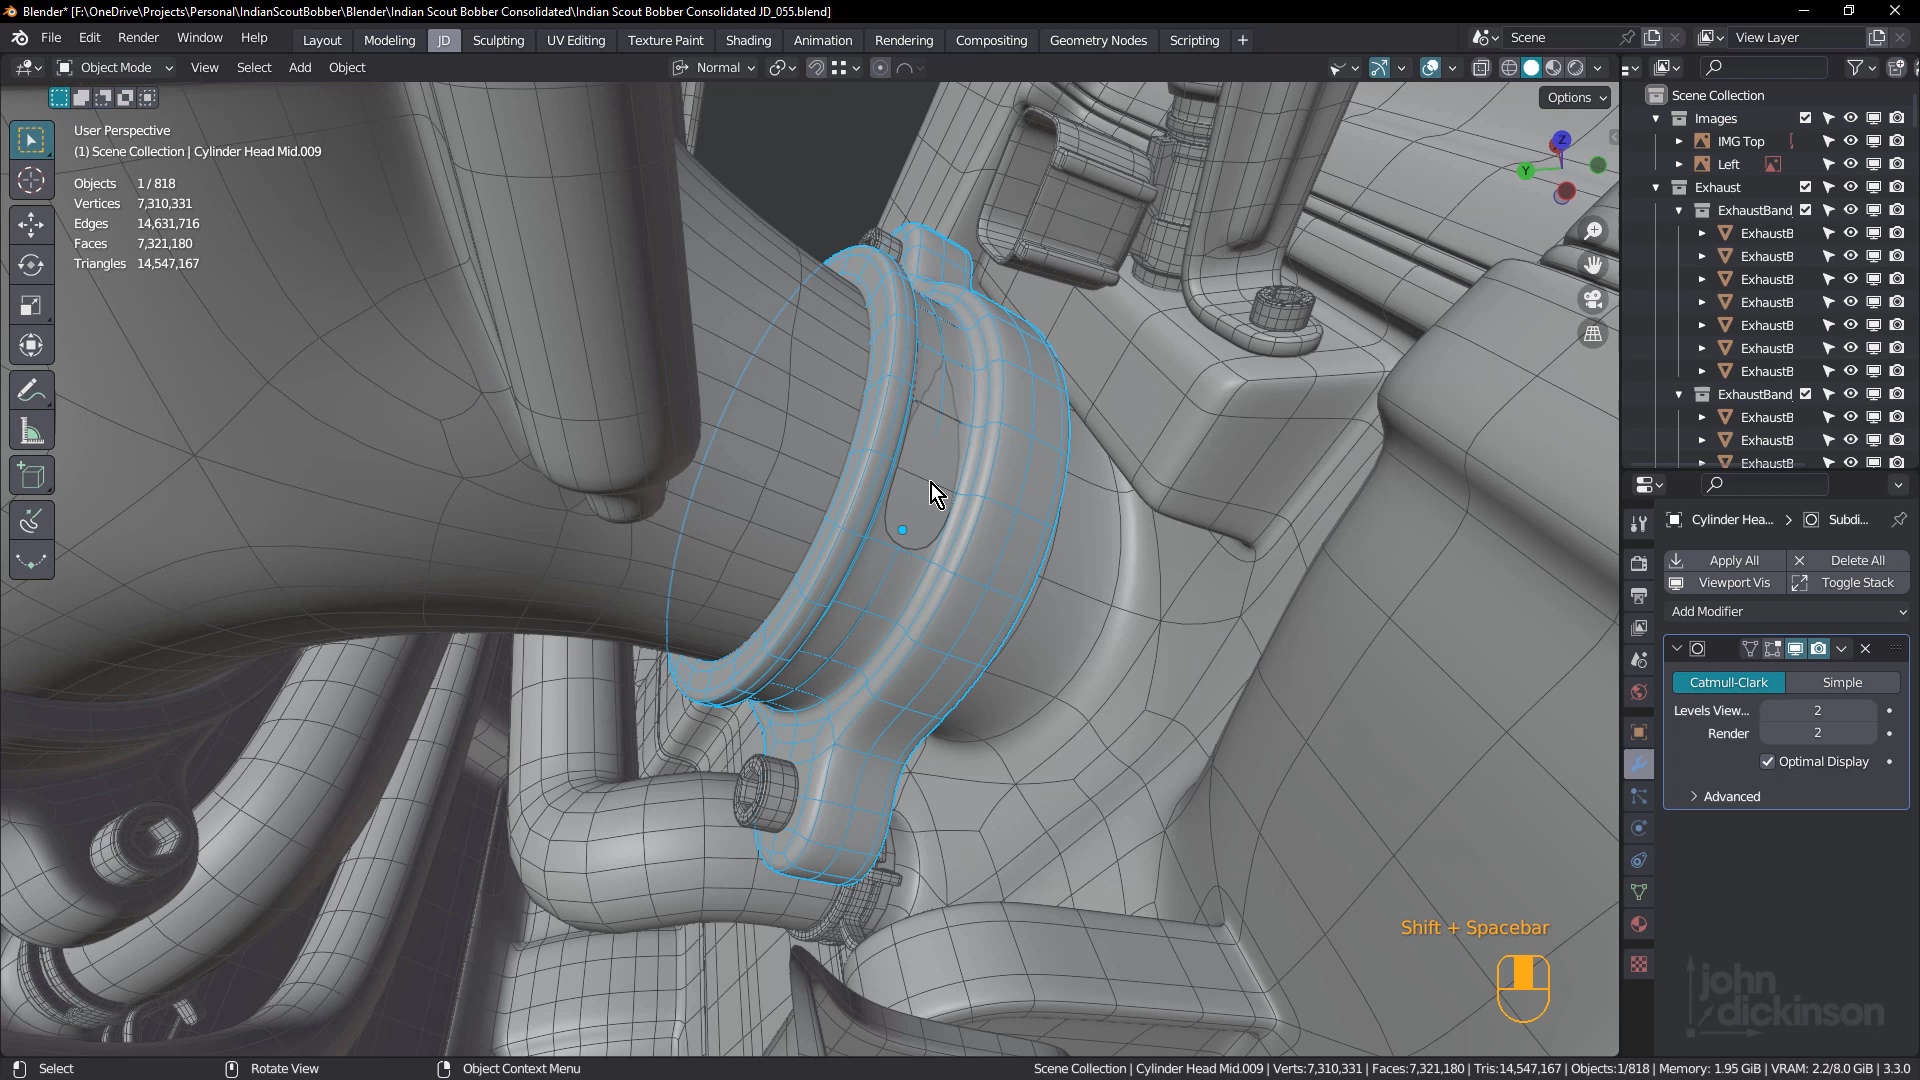 Blender* [F:\OneDrive\Projects\Personal\IndianScoutBobber\Blender\Indian Scout Bobber Consolidated\Indian Scout Bobber Consolidated JD_055.blend]
File Edit Render Window Help Layout Modeling JD Sculpting UV Editing Texture Paint Shading Animation Rendering Compositing Geometry Nodes Scripting + Scene View Layer
Object Mode View Select Add Object Normal
Options
User Perspective
(1) Scene Collection | Cylinder Head Mid.009
Objects 1 / 818
Vertices 7,310,331
Edges 14,631,716
Faces 7,321,180
Triangles 14,547,167
Z
Y
Scene Collection
Images
IMG Top
Left
Exhaust
ExhaustBand
ExhaustB
ExhaustB
ExhaustB
ExhaustB
ExhaustB
ExhaustB
ExhaustB
ExhaustBand
ExhaustB
ExhaustB
ExhaustB
Cylinder Hea... > Subdi...
Apply All Delete All
Viewport Vis Toggle Stack
Add Modifier
Catmull-Clark Simple
Levels View... 2
Render 2
Optimal Display
Advanced
Shift + Spacebar
john
dickinson
Select Rotate View Object Context Menu Scene Collection | Cylinder Head Mid.009 | Verts:7,310,331 | Faces:7,321,180 | Tris:14,547,167 | Objects:1/818 | Memory: 1.95 GiB | VRAM: 2.2/8.0 GiB | 3.3.0